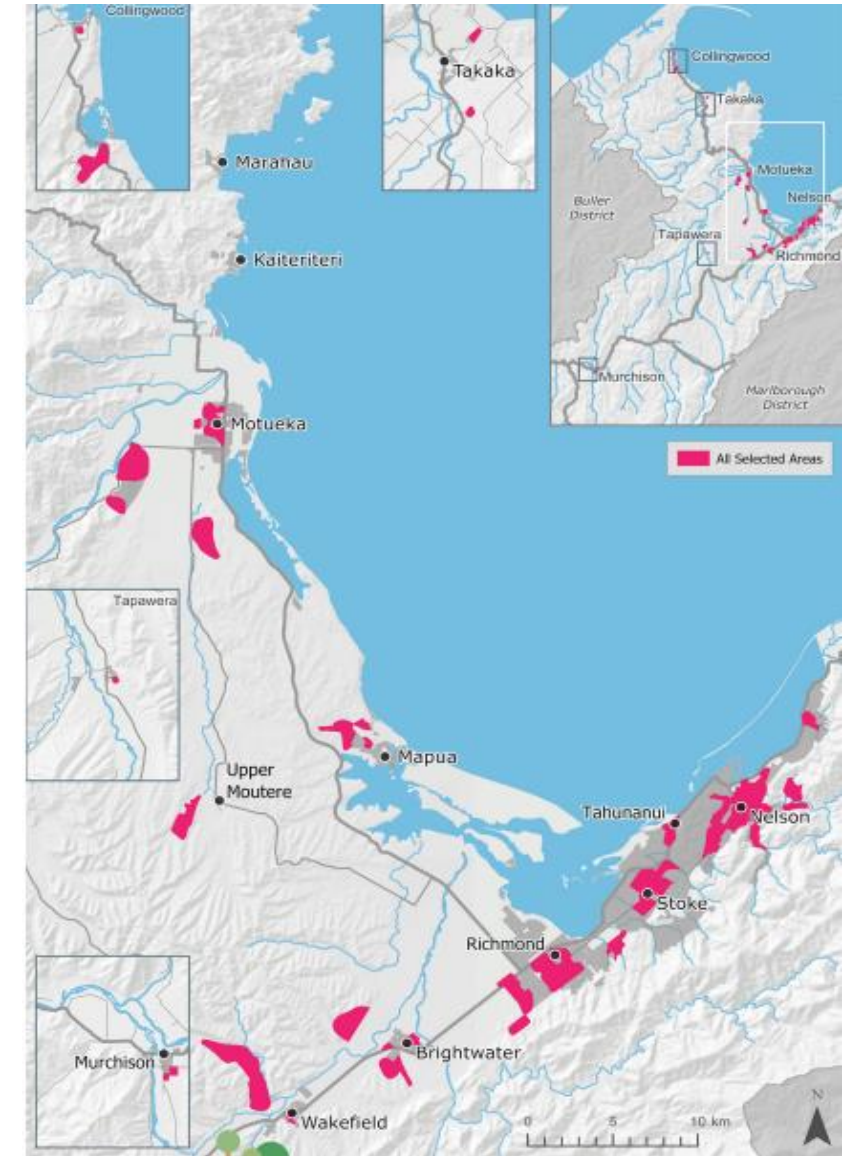 Collingwood
Takaka
Marahau
Kaiteriteri
Motueka
Collingwood
Takaka
Motueka
Nelson
Buller
District
Tapawera
Richmond
Murchison
Marlborough
District
All Selected Areas
Tapawera
Upper
Moutere
Mapua
Tahunanui
Nelson
Stoke
Richmond
Murchison
Brightwater
Wakefield
0 5 10 km
N